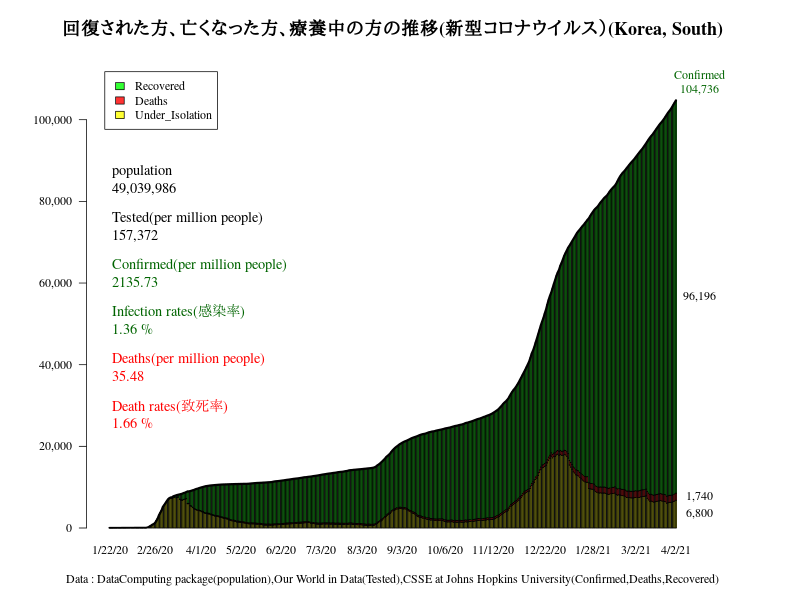 回復された方、亡くなった方、療養中の方の推移(新型コロナウイルス）(Korea, South)
Confirmed
104,736
Recovered
Deaths
Under_Isolation
population
49,039,986
Tested(per million people)
157,372
Confirmed(per million people)
2135.73
Infection rates(感染率)
1.36 %
Deaths(per million people)
35.48
Death rates(致死率)
1.66 %
100,000
80,000
60,000
40,000
20,000
0
96,196
1,740
6,800
1/22/20 2/26/20 4/1/20 5/2/20 6/2/20 7/3/20 8/3/20 9/3/20 10/6/20 11/12/20 12/22/20 1/28/21 3/2/21 4/2/21
Data : DataComputing package(population),Our World in Data(Tested),CSSE at Johns Hopkins University(Confirmed,Deaths,Recovered)